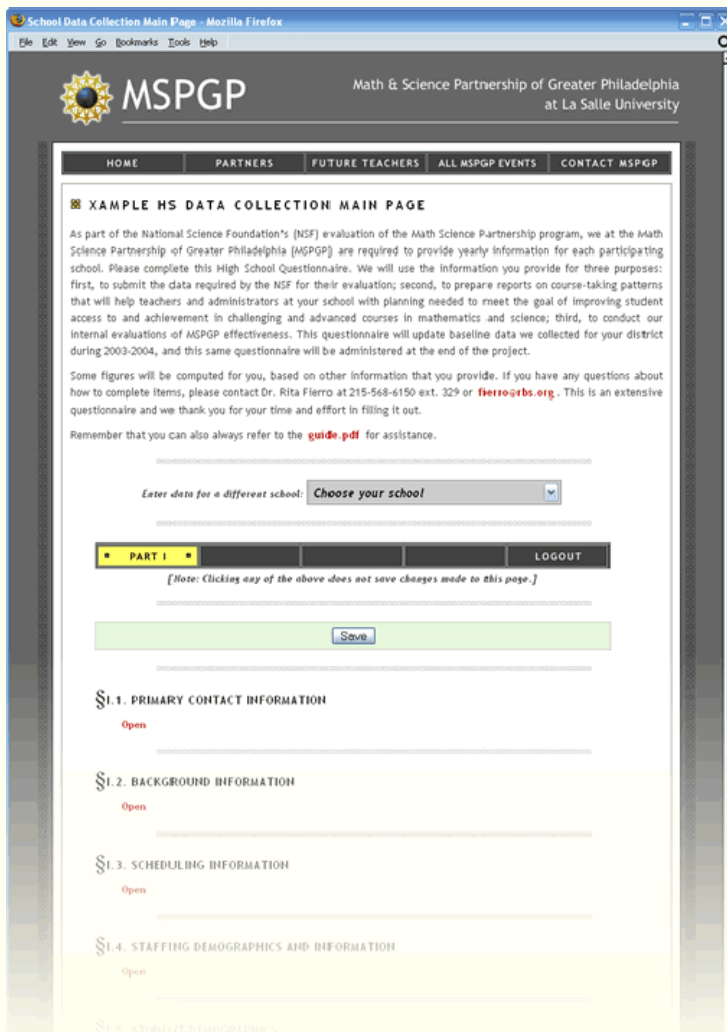 School Data Collection Main Page - Mozilla Firefox
File Edit View Go Bookmarks Tools Help
MSPGP
Math & Science Partnership of Greater Philadelphia
at La Salle University
HOME PARTNERS FUTURE TEACHERS ALL MSPGP EVENTS CONTACT MSPGP
XAMPLE HS DATA COLLECTION MAIN PAGE
As part of the National Science Foundation's (NSF) evaluation of the Math Science Partnership program, we at the Math
Science Partnership of Greater Philadelphia (MSPGP) are required to provide yearly information for each participating
school. Please complete this High School Questionnaire. We will use the information you provide for three purposes:
first, to submit the data required by the NSF for their evaluation; second, to prepare reports on course-taking patterns
that will help teachers and administrators at your school with planning needed to meet the goal of improving student
access to and achievement in challenging and advanced courses in mathematics and science; third, to conduct our
internal evaluations of MSPGP effectiveness. This questionnaire will update baseline data we collected for your district
during 2003-2004, and this same questionnaire will be administered at the end of the project.
Some figures will be computed for you, based on other information that you provide. If you have any questions about
how to complete items, please contact Dr. Rita Fierro at 215-568-6150 ext. 329 or fierro@rbs.org . This is an extensive
questionnaire and we thank you for your time and effort in filling it out.
Remember that you can also always refer to the guide.pdf for assistance.
Enter data for a different school: Choose your school
PART I LOGOUT
[Note: Clicking any of the above does not save changes made to this page.]
Save
§I.1. PRIMARY CONTACT INFORMATION
Open
§I.2. BACKGROUND INFORMATION
Open
§I.3. SCHEDULING INFORMATION
Open
§I.4. STAFFING DEMOGRAPHICS AND INFORMATION
Open
§I.5. STUDENT DEMOGRAPHICS